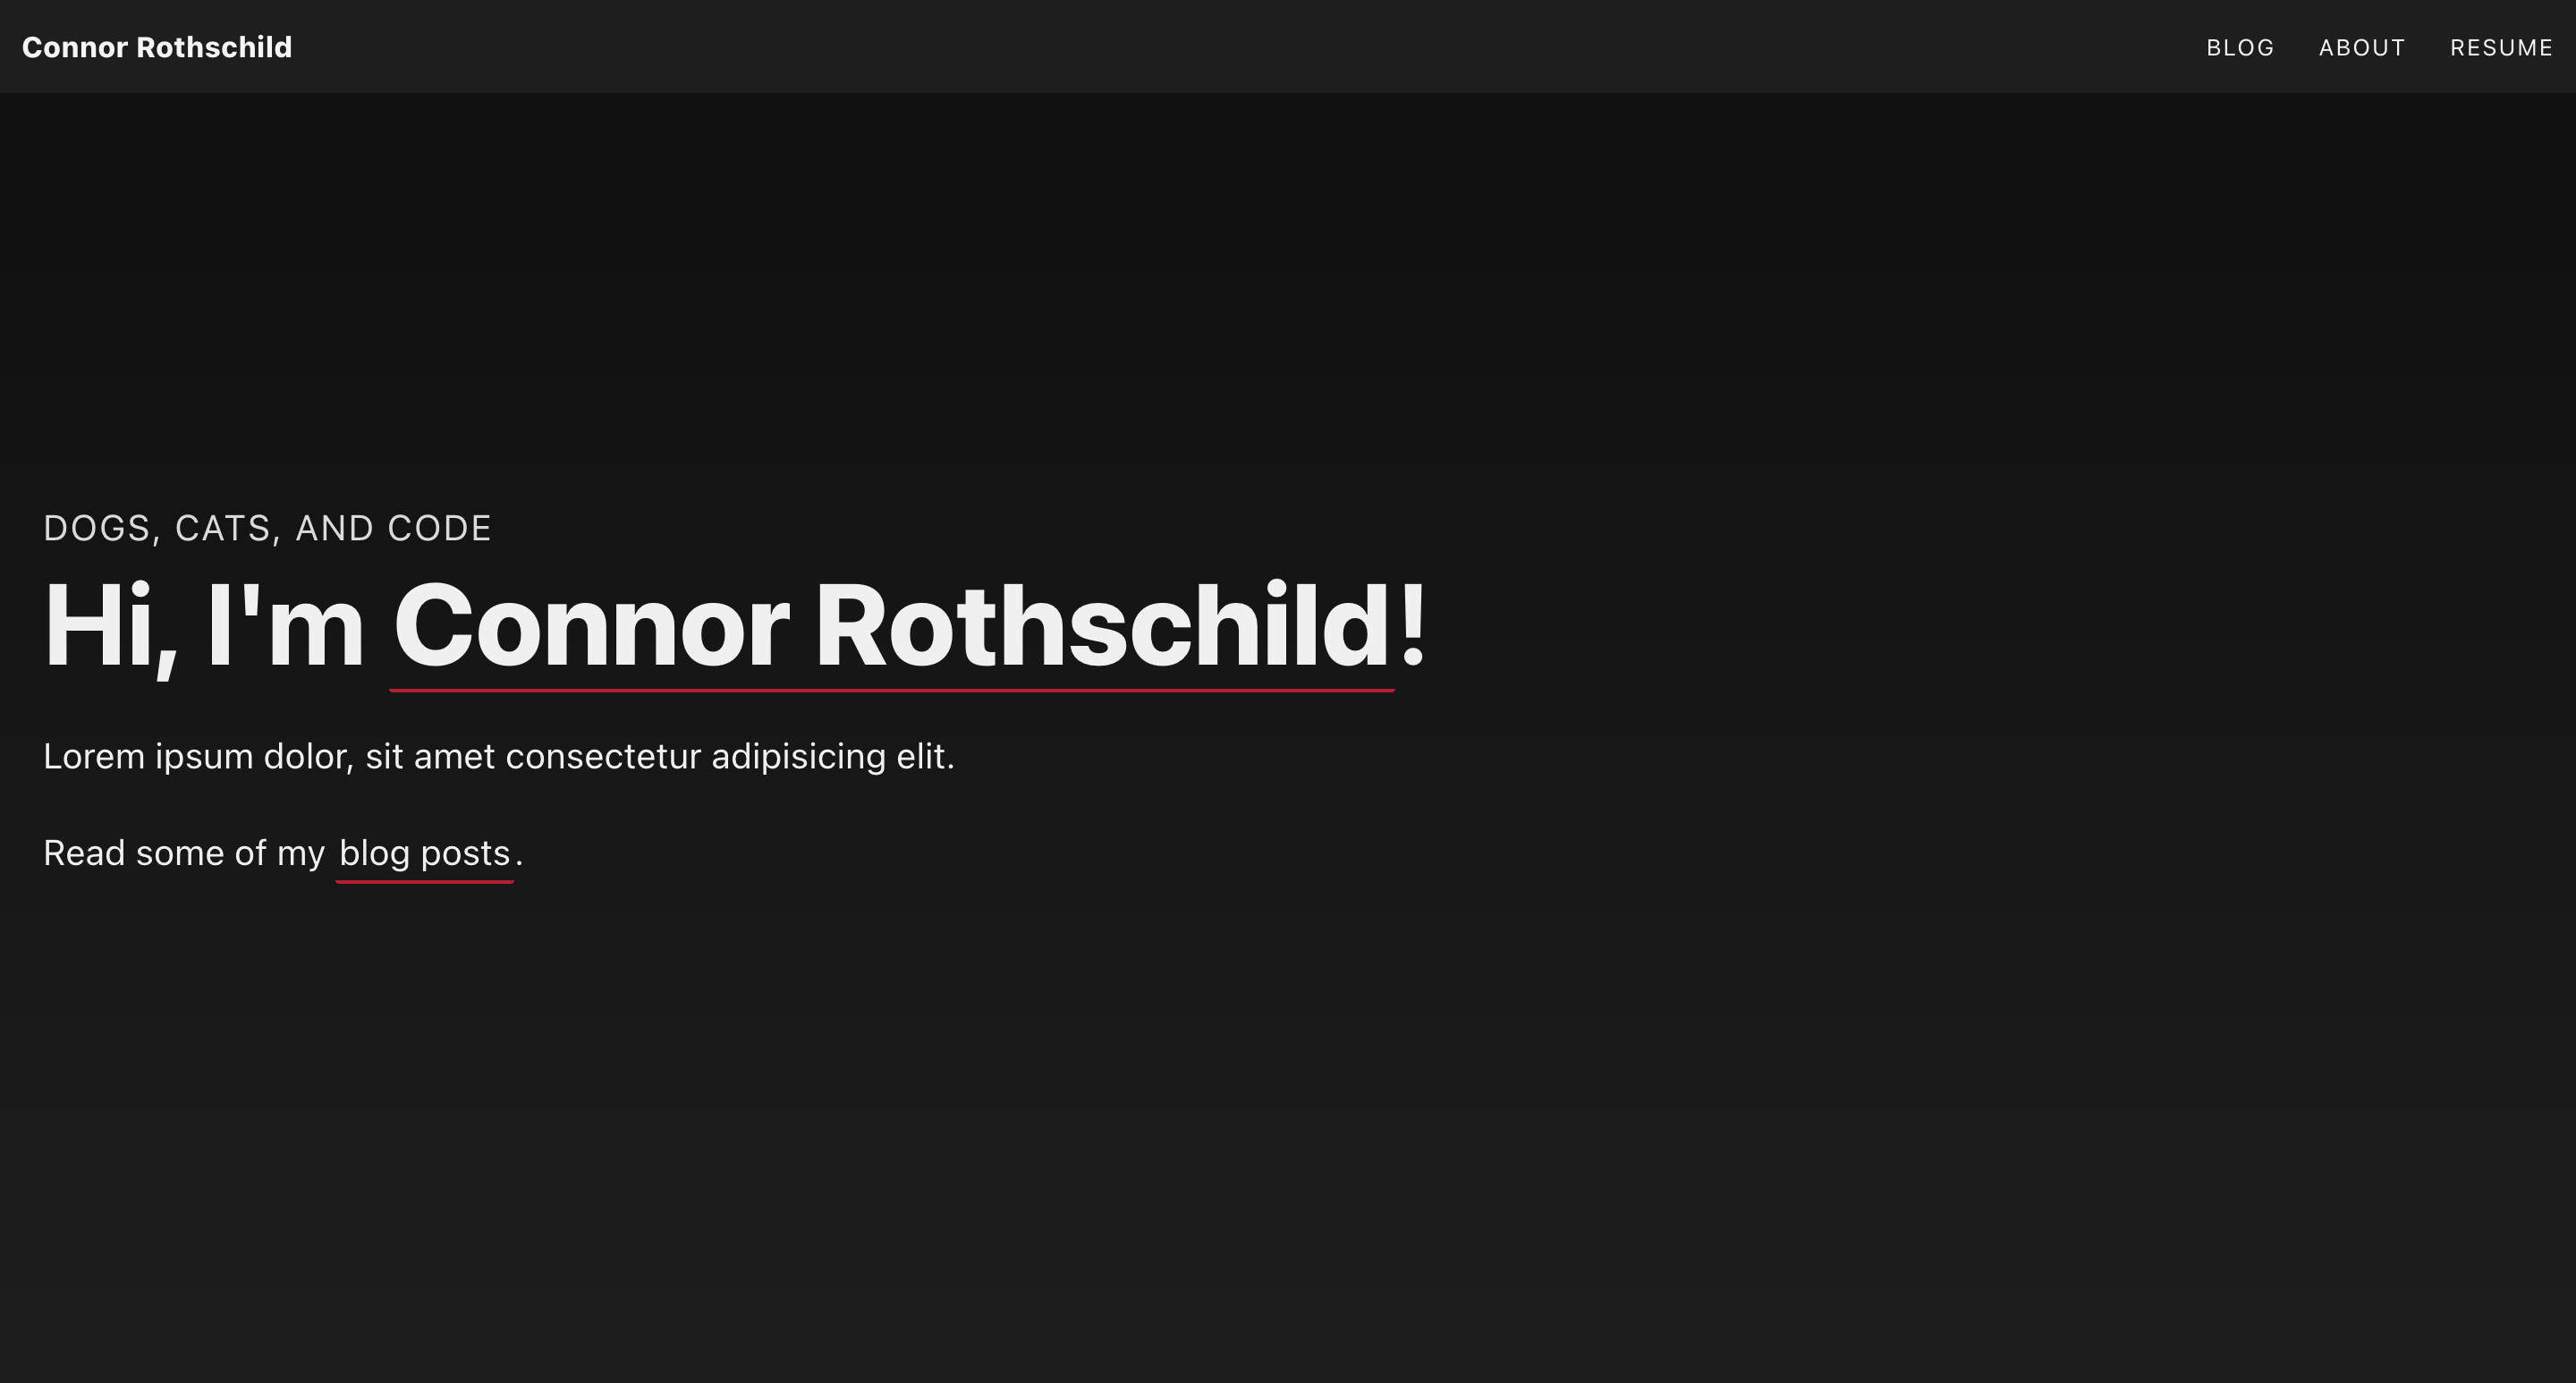 Connor Rothschild
BLOG ABOUT RESUME
DOGS, CATS, AND CODE
Hi, I'm Connor Rothschild!
Lorem ipsum dolor, sit amet consectetur adipisicing elit.
Read some of my blog posts.